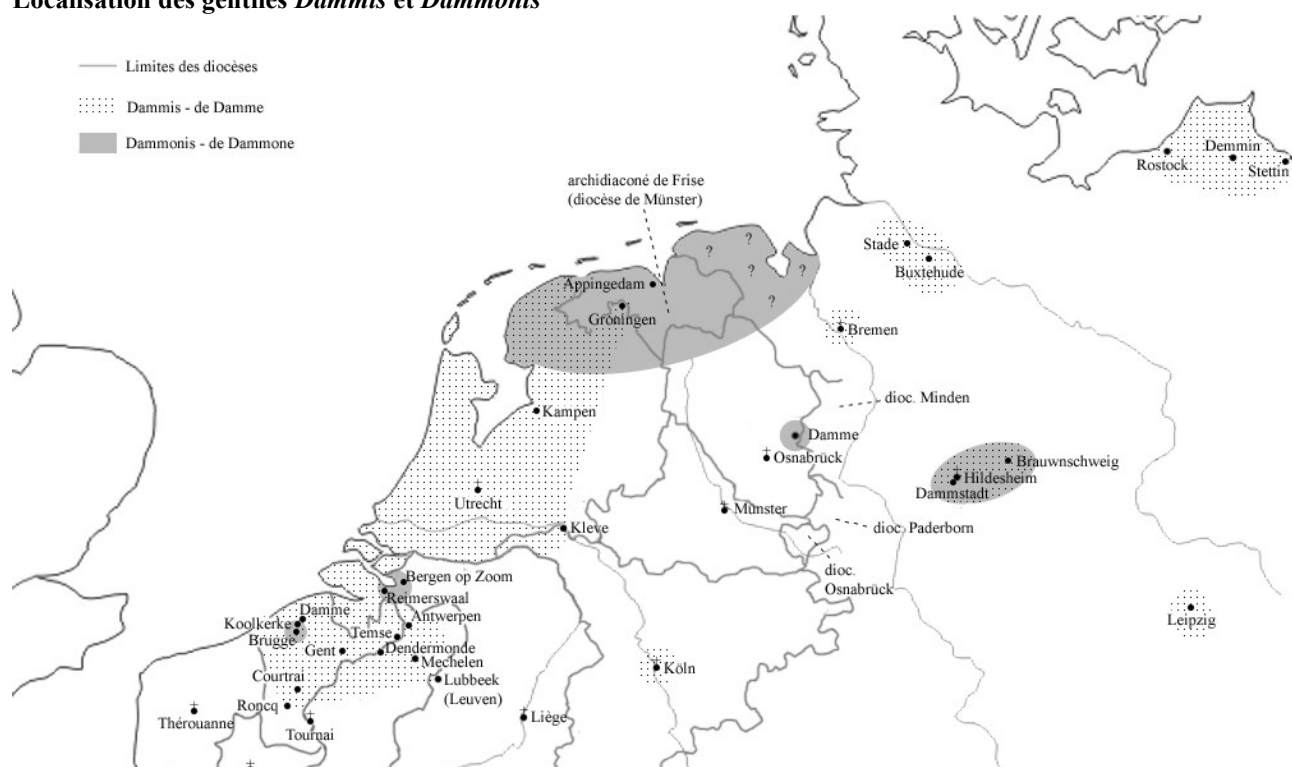 Localisation des gentilés Dammis et Dammonis
Limites des diocèses
Dammis - de Damme
Dammonis - de Dammone
Rostock
Demmin
Stettin
archidiaconé de Frise
(diocèse de Münster)
Stade
Buxtehude
?
?
?
?
?
Appingedam
Groningen
Bremen
Kampen
dioc. Minden
Damme
Osnabrück
Brauwnschweig
Hildesheim
Dammstadt
Utrecht
Münster
Kleve
dioc. Paderborn
dioc.
Osnabrück
Bergen op Zoom
Reimerswaal
Damme
Antwerpen
Koolkerke
Brugge
Temse
Leipzig
Gent
Dendermonde
Mechelen
Köln
Courtrai
Lubbeek
(Leuven)
Roncq
Thérouanne
Tournai
Liège